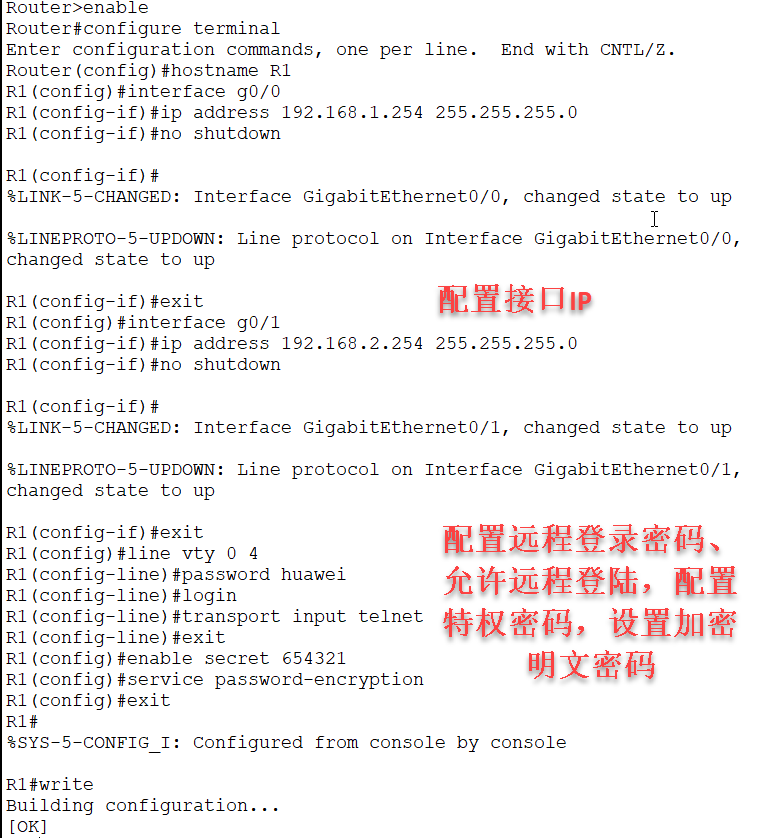 Router>enable
Router#configure terminal
Enter configuration commands, one per line.  End with CNTL/Z.
Router(config)#hostname R1
R1(config)#interface g0/0
R1(config-if)#ip address 192.168.1.254 255.255.255.0
R1(config-if)#no shutdown
R1(config-if)#
%LINK-5-CHANGED: Interface GigabitEthernet0/0, changed state to up
%LINEPROTO-5-UPDOWN: Line protocol on Interface GigabitEthernet0/0,
changed state to up
R1(config-if)#exit
配置接口IP
R1(config)#interface g0/1
R1(config-if)#ip address 192.168.2.254 255.255.255.0
R1(config-if)#no shutdown
R1(config-if)#
%LINK-5-CHANGED: Interface GigabitEthernet0/1, changed state to up
%LINEPROTO-5-UPDOWN: Line protocol on Interface GigabitEthernet0/1,
changed state to up
R1(config-if)#exit
R1(config)#line vty 0 4
R1(config-line)#password huawei
R1(config-line)#login
R1(config-line)#transport input telnet
R1(config-line)#exit
R1(config)#enable secret 654321
R1(config)#service password-encryption
R1(config)#exit
R1#
配置远程登录密码、
允许远程登陆，配置
特权密码，设置加密
明文密码
%SYS-5-CONFIG_I: Configured from console by console
R1#write
Building configuration...
[OK]